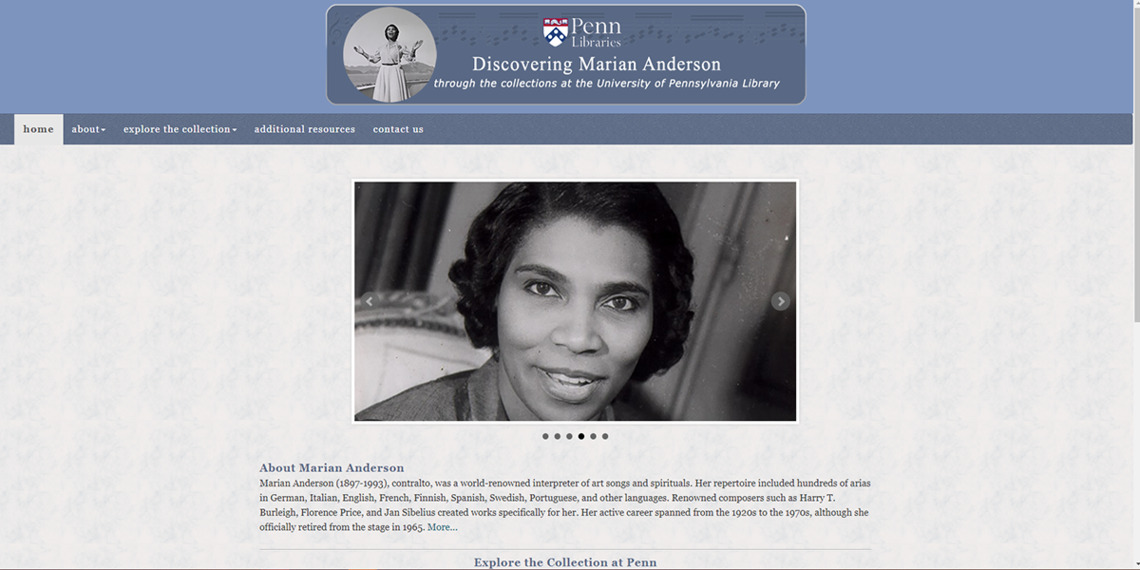 Penn
Libraries
Discovering Marian Anderson
through the collections at the University of Pennsylvania Library
home about explore the collection additional resources contact us
About Marian Anderson
Marian Anderson (1897-1993), contralto, was a world-renowned interpreter of art songs and spirituals. Her repertoire included hundreds of arias
in German, Italian, English, French, Finnish, Spanish, Swedish, Portuguese, and other languages. Renowned composers such as Harry T.
Burleigh, Florence Price, and Jan Sibelius created works specifically for her. Her active career spanned from the 1920s to the 1970s, although she
officially retired from the stage in 1965. More...
Explore the Collection at Penn